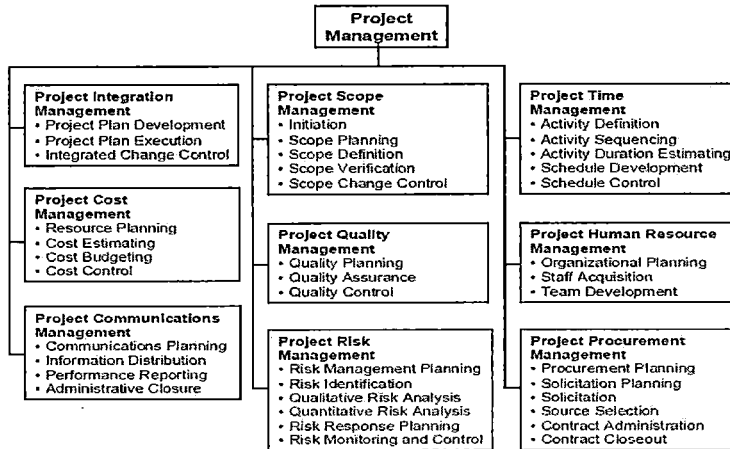 Project
Management
Project Integration
Management
• Project Plan Development
• Project Plan Execution
• Integrated Change Control
Project Scope
Management
• Initiation
• Scope Planning
• Scope Definition
• Scope Verification
• Scope Change Control
Project Time
Management
• Activity Definition
• Activity Sequencing
• Activity Duration Estimating
• Schedule Development
• Schedule Control
Project Cost
Management
• Resource Planning
• Cost Estimating
• Cost Budgeting
• Cost Control
Project Quality
Management
• Quality Planning
• Quality Assurance
• Quality Control
Project Human Resource
Management
• Organizational Planning
• Staff Acquisition
• Team Development
Project Communications
Management
• Communications Planning
• Information Distribution
• Performance Reporting
• Administrative Closure
Project Risk
Management
• Risk Management Planning
• Risk Identification
• Qualitative Risk Analysis
• Quantitative Risk Analysis
• Risk Response Planning
• Risk Monitoring and Control
Project Procurement
Management
• Procurement Planning
• Solicitation Planning
• Solicitation
• Source Selection
• Contract Administration
• Contract Closeout